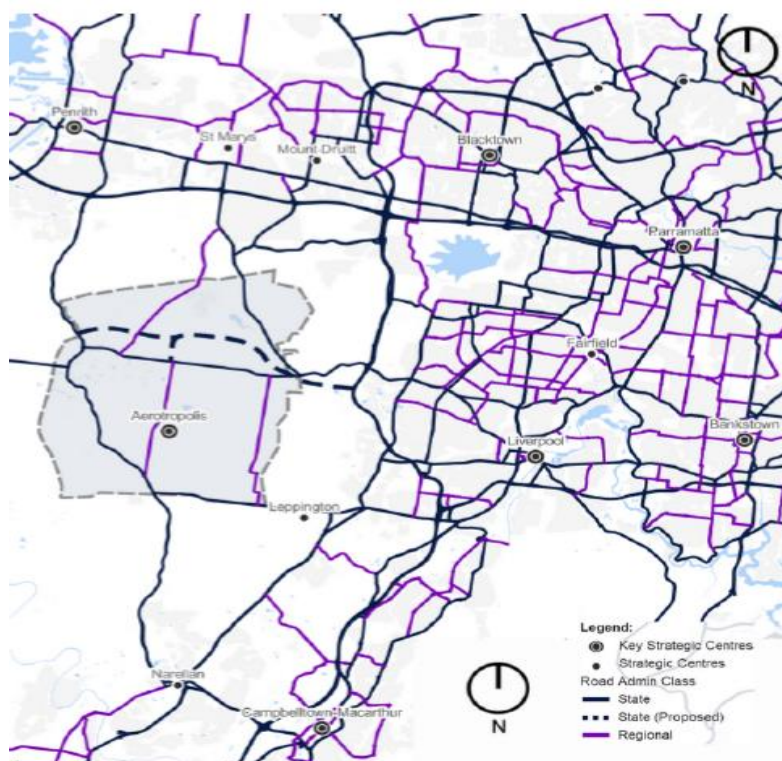 N
Penrith
St Marys
Mount-Druitt
Blacktown
Parramatta
Fairfield
Aerotropolis
Liverpool
Bankstown
Leppington
Narellan
Campbelltown-Macarthur
N
Legend:
Key Strategic Centres
Strategic Centres
Road Admin Class
State
State (Proposed)
Regional